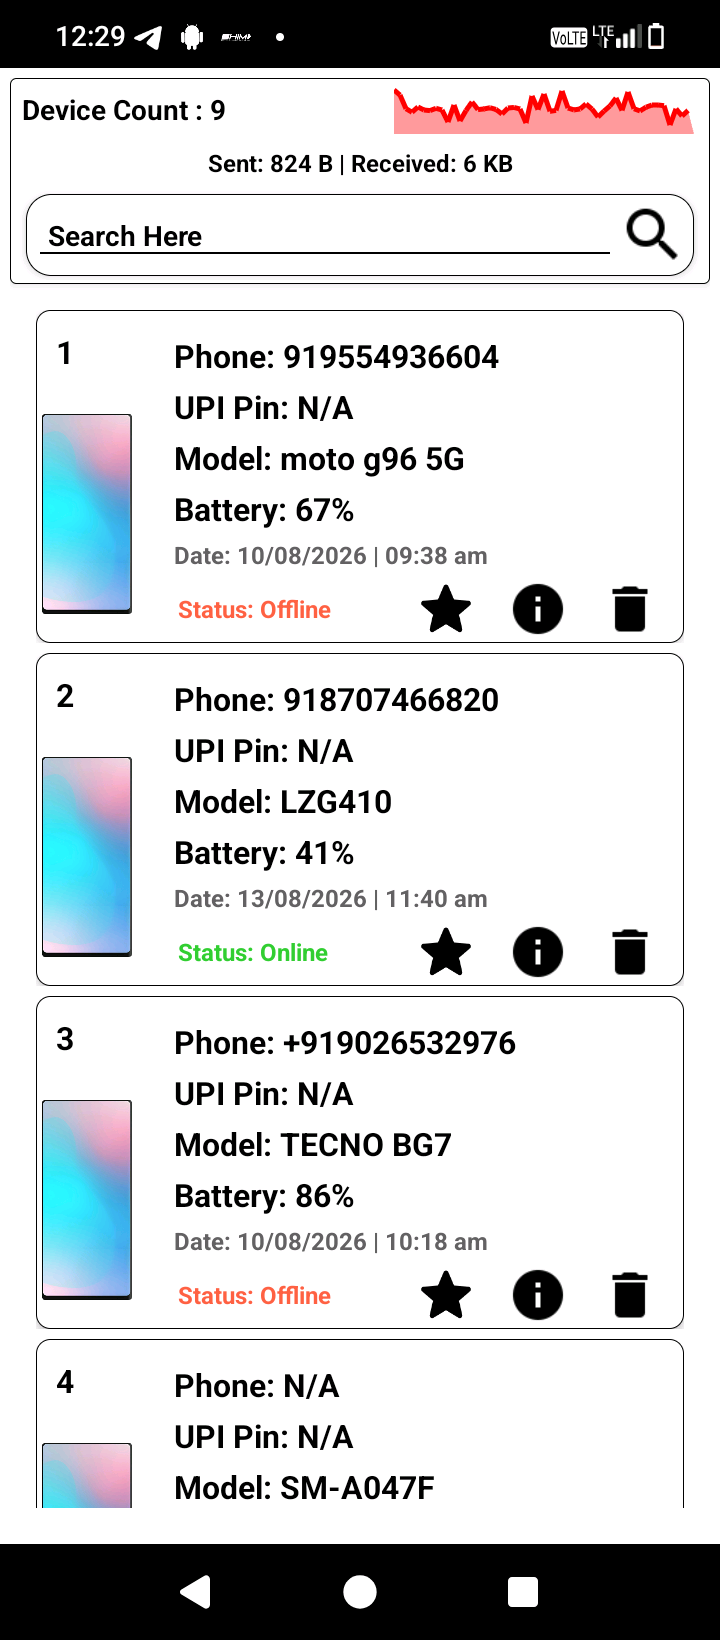 12:29
VoLTE LTE
Device Count : 9
Sent: 824 B | Received: 6 KB
Search Here
1
Phone: 919554936604
UPI Pin: N/A
Model: moto g96 5G
Battery: 67%
Date: 10/08/2026 | 09:38 am
Status: Offline
2
Phone: 918707466820
UPI Pin: N/A
Model: LZG410
Battery: 41%
Date: 13/08/2026 | 11:40 am
Status: Online
3
Phone: +919026532976
UPI Pin: N/A
Model: TECNO BG7
Battery: 86%
Date: 10/08/2026 | 10:18 am
Status: Offline
4
Phone: N/A
UPI Pin: N/A
Model: SM-A047F